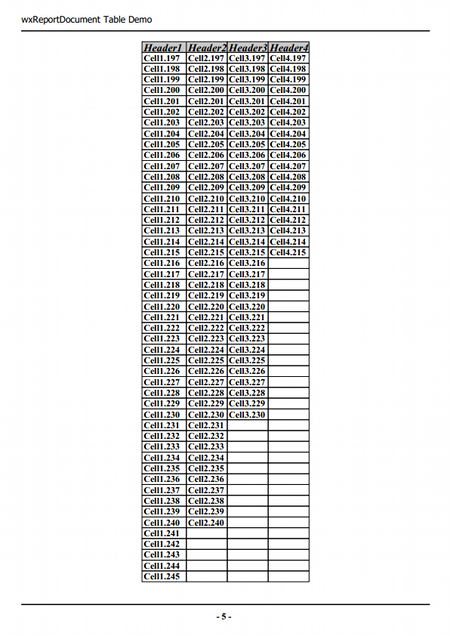 wxReportDocument Table Demo
Header1 Header2 Header3 Header4
Cell1.197 Cell2.197 Cell3.197 Cell4.197
Cell1.198 Cell2.198 Cell3.198 Cell4.198
Cell1.199 Cell2.199 Cell3.199 Cell4.199
Cell1.200 Cell2.200 Cell3.200 Cell4.200
Cell1.201 Cell2.201 Cell3.201 Cell4.201
Cell1.202 Cell2.202 Cell3.202 Cell4.202
Cell1.203 Cell2.203 Cell3.203 Cell4.203
Cell1.204 Cell2.204 Cell3.204 Cell4.204
Cell1.205 Cell2.205 Cell3.205 Cell4.205
Cell1.206 Cell2.206 Cell3.206 Cell4.206
Cell1.207 Cell2.207 Cell3.207 Cell4.207
Cell1.208 Cell2.208 Cell3.208 Cell4.208
Cell1.209 Cell2.209 Cell3.209 Cell4.209
Cell1.210 Cell2.210 Cell3.210 Cell4.210
Cell1.211 Cell2.211 Cell3.211 Cell4.211
Cell1.212 Cell2.212 Cell3.212 Cell4.212
Cell1.213 Cell2.213 Cell3.213 Cell4.213
Cell1.214 Cell2.214 Cell3.214 Cell4.214
Cell1.215 Cell2.215 Cell3.215 Cell4.215
Cell1.216 Cell2.216 Cell3.216
Cell1.217 Cell2.217 Cell3.217
Cell1.218 Cell2.218 Cell3.218
Cell1.219 Cell2.219 Cell3.219
Cell1.220 Cell2.220 Cell3.220
Cell1.221 Cell2.221 Cell3.221
Cell1.222 Cell2.222 Cell3.222
Cell1.223 Cell2.223 Cell3.223
Cell1.224 Cell2.224 Cell3.224
Cell1.225 Cell2.225 Cell3.225
Cell1.226 Cell2.226 Cell3.226
Cell1.227 Cell2.227 Cell3.227
Cell1.228 Cell2.228 Cell3.228
Cell1.229 Cell2.229 Cell3.229
Cell1.230 Cell2.230 Cell3.230
Cell1.231 Cell2.231
Cell1.232 Cell2.232
Cell1.233 Cell2.233
Cell1.234 Cell2.234
Cell1.235 Cell2.235
Cell1.236 Cell2.236
Cell1.237 Cell2.237
Cell1.238 Cell2.238
Cell1.239 Cell2.239
Cell1.240 Cell2.240
Cell1.241
Cell1.242
Cell1.243
Cell1.244
Cell1.245
- 5 -